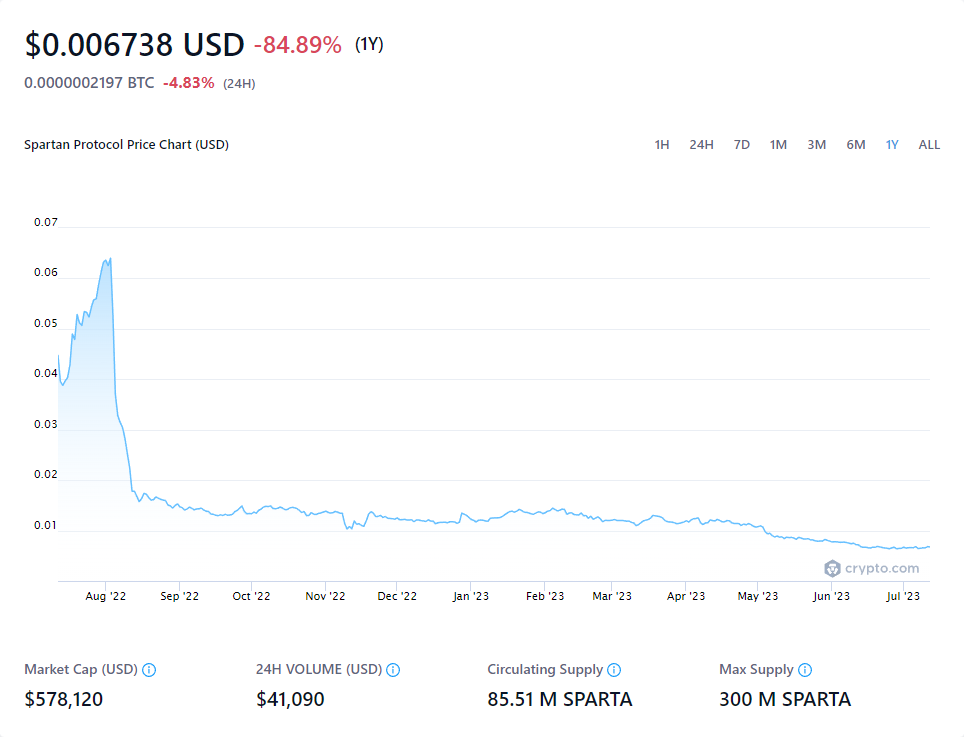 $0.006738 USD -84.89% (1Y)
0.0000002197 BTC -4.83% (24H)
Spartan Protocol Price Chart (USD) 1H 24H 7D 1M 3M 6M 1Y ALL
0.07
0.06
0.05
0.04
0.03
0.02
0.01
crypto.com
Aug '22 Sep '22 Oct '22 Nov '22 Dec '22 Jan '23 Feb '23 Mar '23 Apr '23 May '23 Jun '23 Jul '23
Market Cap (USD) 24H VOLUME (USD) Circulating Supply Max Supply
$578,120 $41,090 85.51 M SPARTA 300 M SPARTA